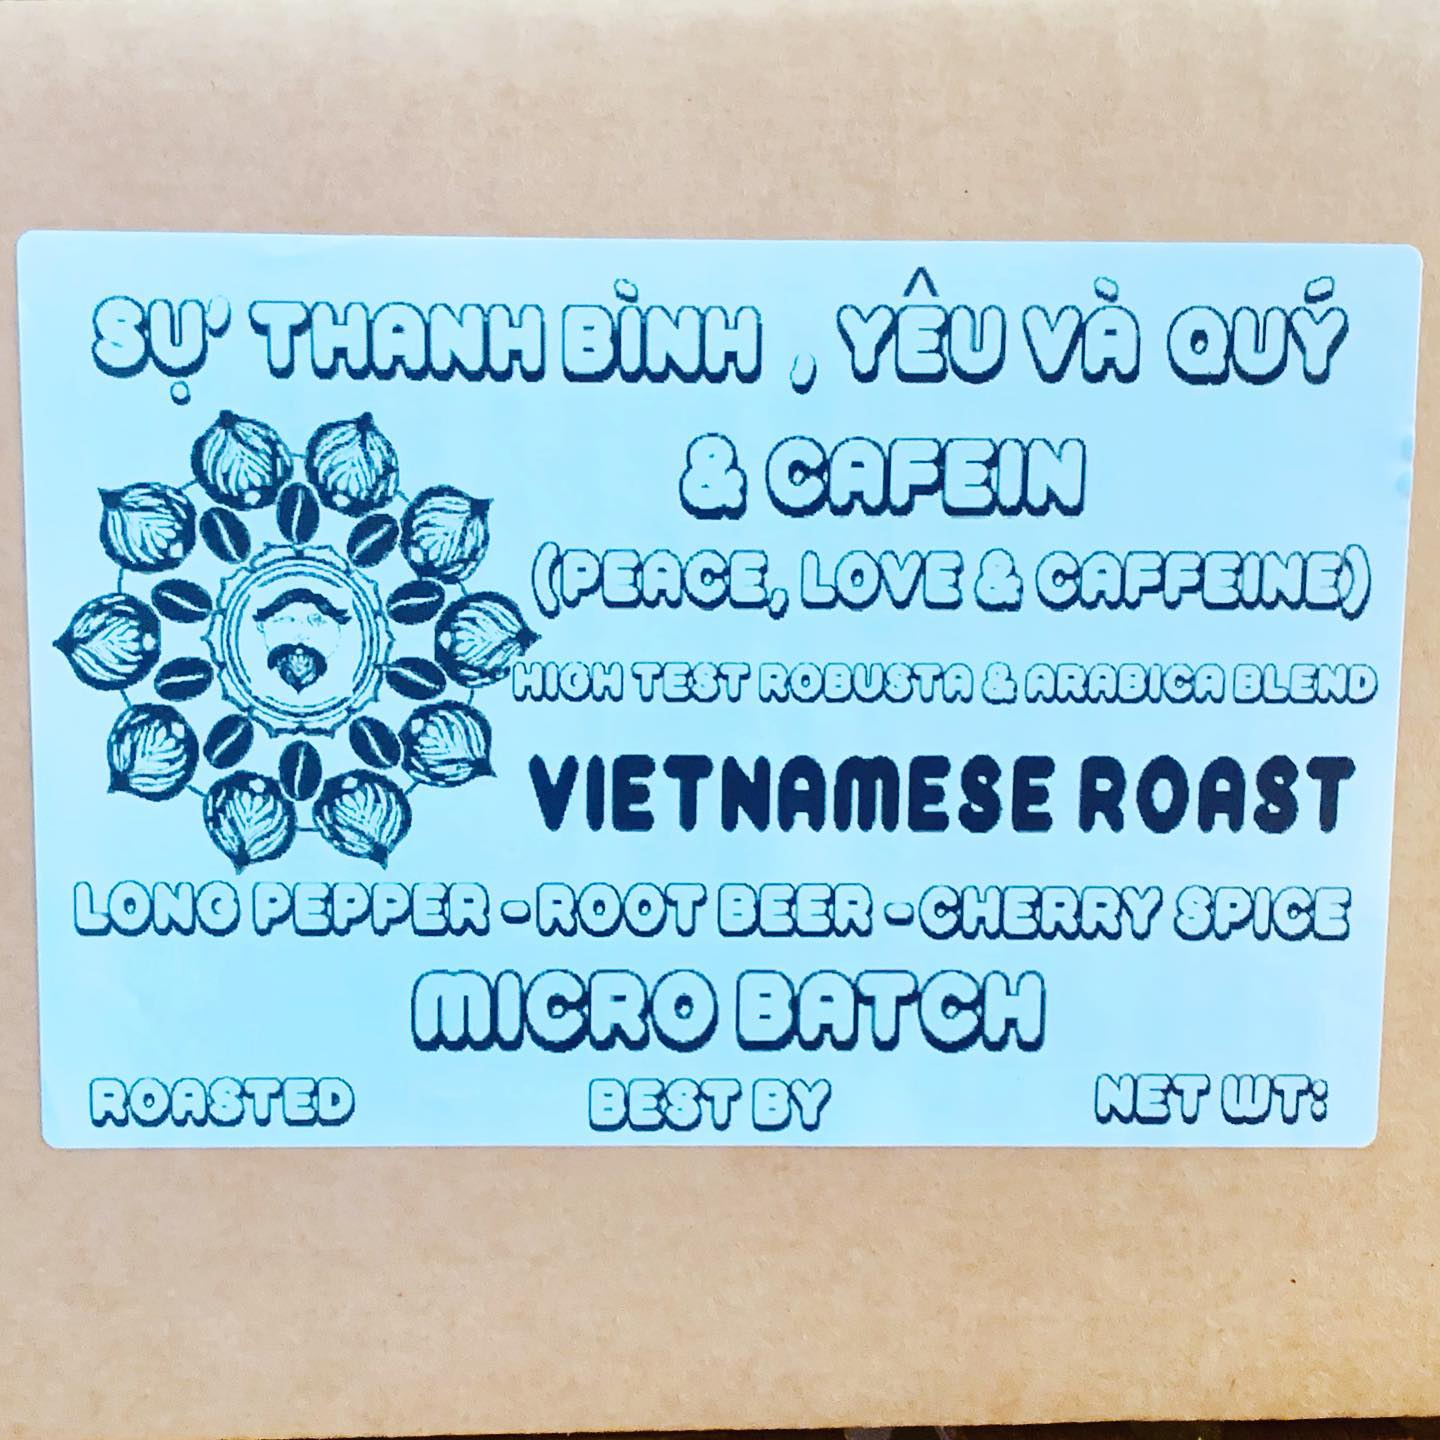 SỰ THANH BÌNH , YÊU VÀ QUÝ
& CAFEIN
(PEACE, LOVE & CAFFEINE)
HIGH TEST ROBUSTA & ARABICA BLEND
VIETNAMESE ROAST
LONG PEPPER - ROOT BEER - CHERRY SPICE
MICRO BATCH
ROASTED BEST BY NET WT: